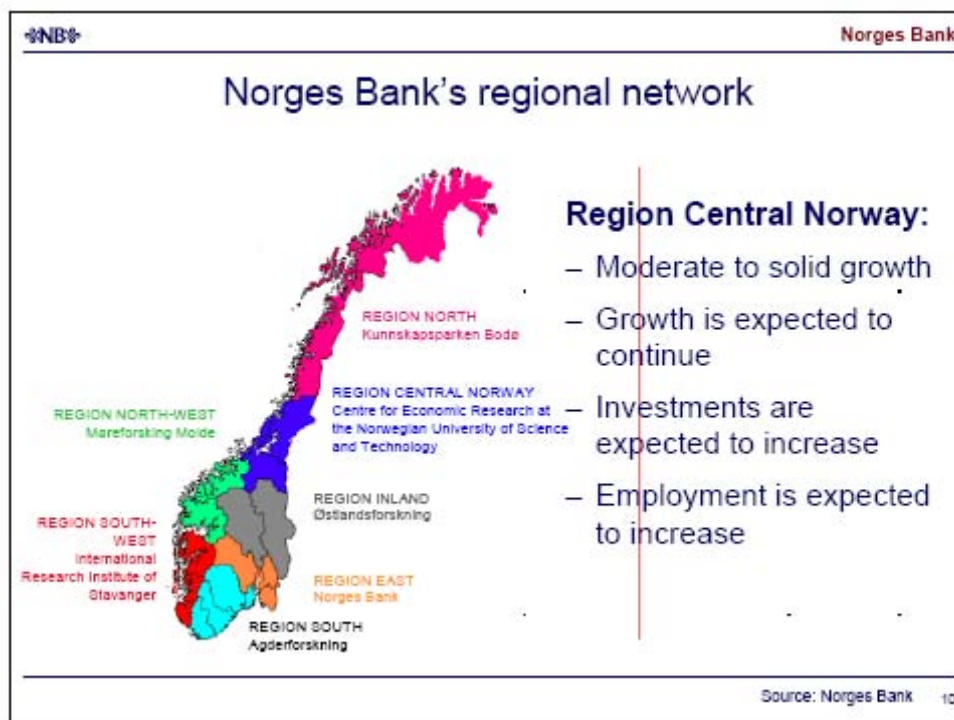 NB
Norges Bank
Norges Bank's regional network
REGION NORTH
Kunnskapsparken Bodø
REGION CENTRAL NORWAY
Centre for Economic Research at
the Norwegian University of Science
and Technology
REGION NORTH-WEST
Møreforsking Molde
REGION INLAND
Østlandsforskning
REGION SOUTH-
WEST
International
Research Institute of
Stavanger
REGION EAST
Norges Bank
REGION SOUTH
Agderforskning
Region Central Norway:
– Moderate to solid growth
– Growth is expected to
continue
– Investments are
expected to increase
– Employment is expected
to increase
Source: Norges Bank
10